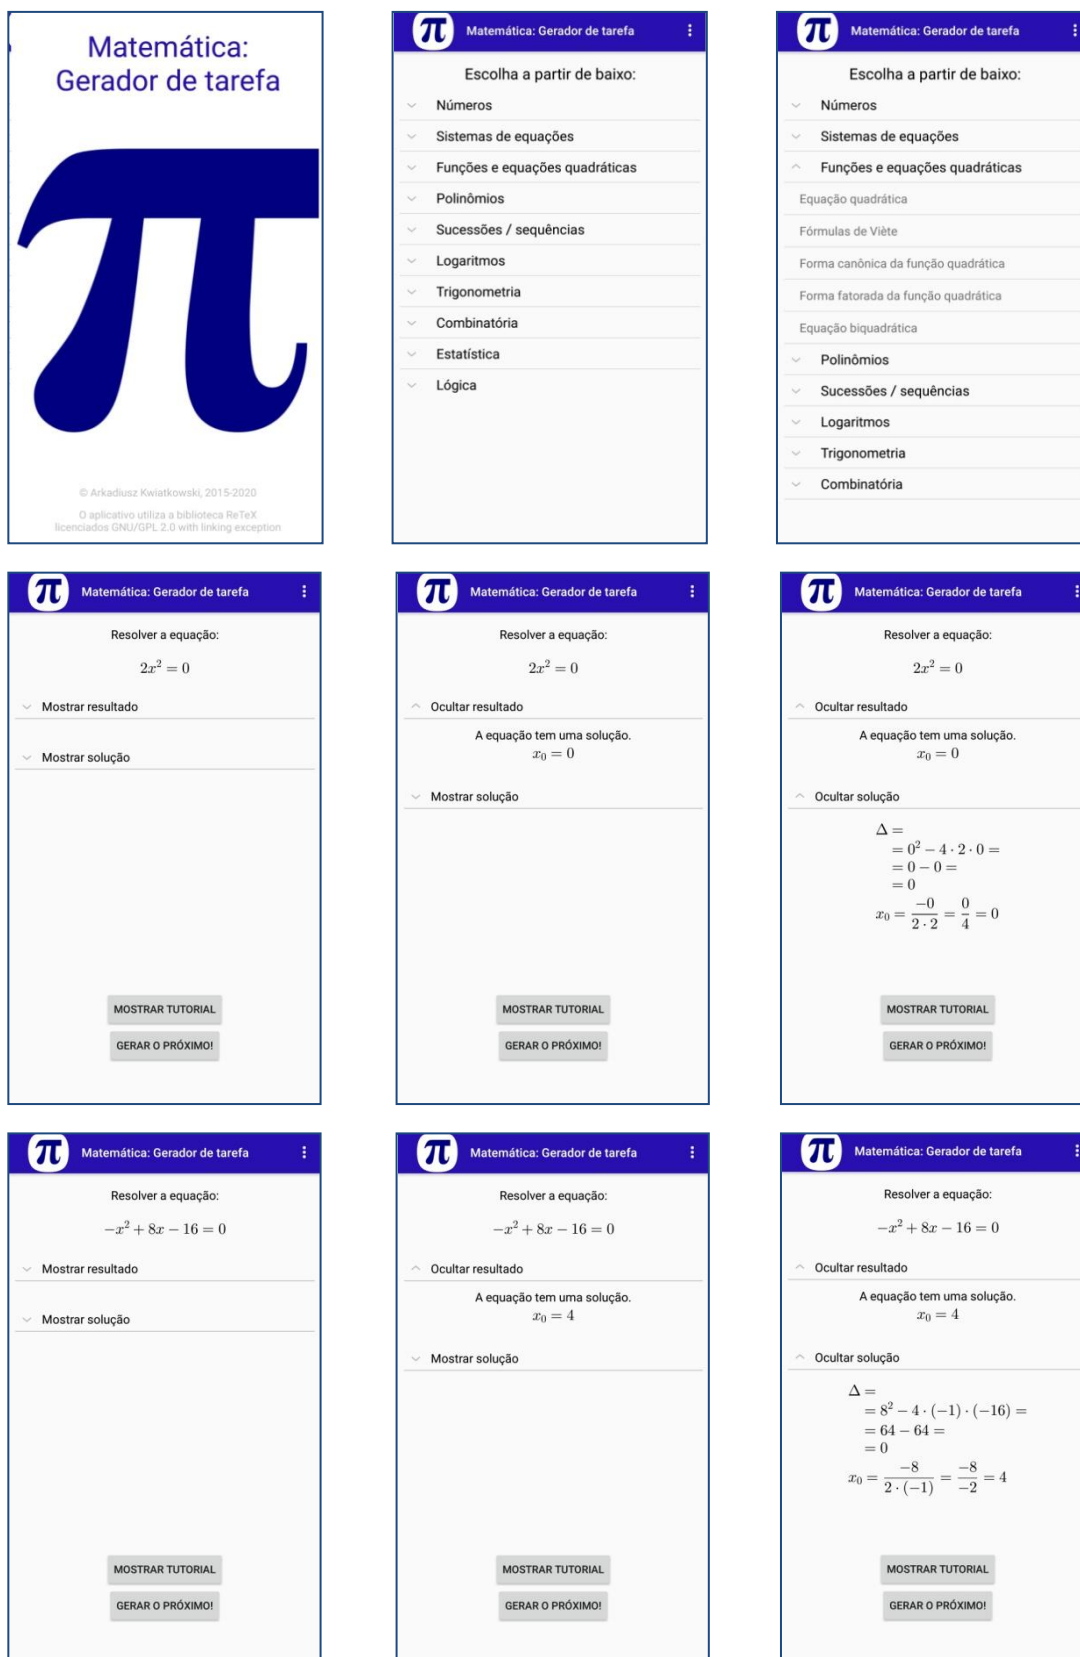 Matemática:
Gerador de tarefa
π
© Arkadiusz Kwiatkowski, 2015-2020
O aplicativo utiliza a biblioteca ReTeX
licenciados GNU/GPL 2.0 with linking exception
π Matemática: Gerador de tarefa
Escolha a partir de baixo:
Números
Sistemas de equações
Funções e equações quadráticas
Polinômios
Sucessões / sequências
Logaritmos
Trigonometria
Combinatória
Estatística
Lógica
π Matemática: Gerador de tarefa
Escolha a partir de baixo:
Números
Sistemas de equações
Funções e equações quadráticas
Equação quadrática
Fórmulas de Viète
Forma canônica da função quadrática
Forma fatorada da função quadrática
Equação biquadrática
Polinômios
Sucessões / sequências
Logaritmos
Trigonometria
Combinatória
π Matemática: Gerador de tarefa
Resolver a equação:
2x² = 0
Mostrar resultado
Mostrar solução
MOSTRAR TUTORIAL
GERAR O PRÓXIMO!
π Matemática: Gerador de tarefa
Resolver a equação:
2x² = 0
Ocultar resultado
A equação tem uma solução.
x₀ = 0
Mostrar solução
MOSTRAR TUTORIAL
GERAR O PRÓXIMO!
π Matemática: Gerador de tarefa
Resolver a equação:
2x² = 0
Ocultar resultado
A equação tem uma solução.
x₀ = 0
Ocultar solução
Δ =
= 0² − 4 · 2 · 0 =
= 0 − 0 =
= 0
x₀ = −0/(2 · 2) = 0/4 = 0
MOSTRAR TUTORIAL
GERAR O PRÓXIMO!
π Matemática: Gerador de tarefa
Resolver a equação:
−x² + 8x − 16 = 0
Mostrar resultado
Mostrar solução
MOSTRAR TUTORIAL
GERAR O PRÓXIMO!
π Matemática: Gerador de tarefa
Resolver a equação:
−x² + 8x − 16 = 0
Ocultar resultado
A equação tem uma solução.
x₀ = 4
Mostrar solução
MOSTRAR TUTORIAL
GERAR O PRÓXIMO!
π Matemática: Gerador de tarefa
Resolver a equação:
−x² + 8x − 16 = 0
Ocultar resultado
A equação tem uma solução.
x₀ = 4
Ocultar solução
Δ =
= 8² − 4 · (−1) · (−16) =
= 64 − 64 =
= 0
x₀ = −8/(2 · (−1)) = −8/−2 = 4
MOSTRAR TUTORIAL
GERAR O PRÓXIMO!